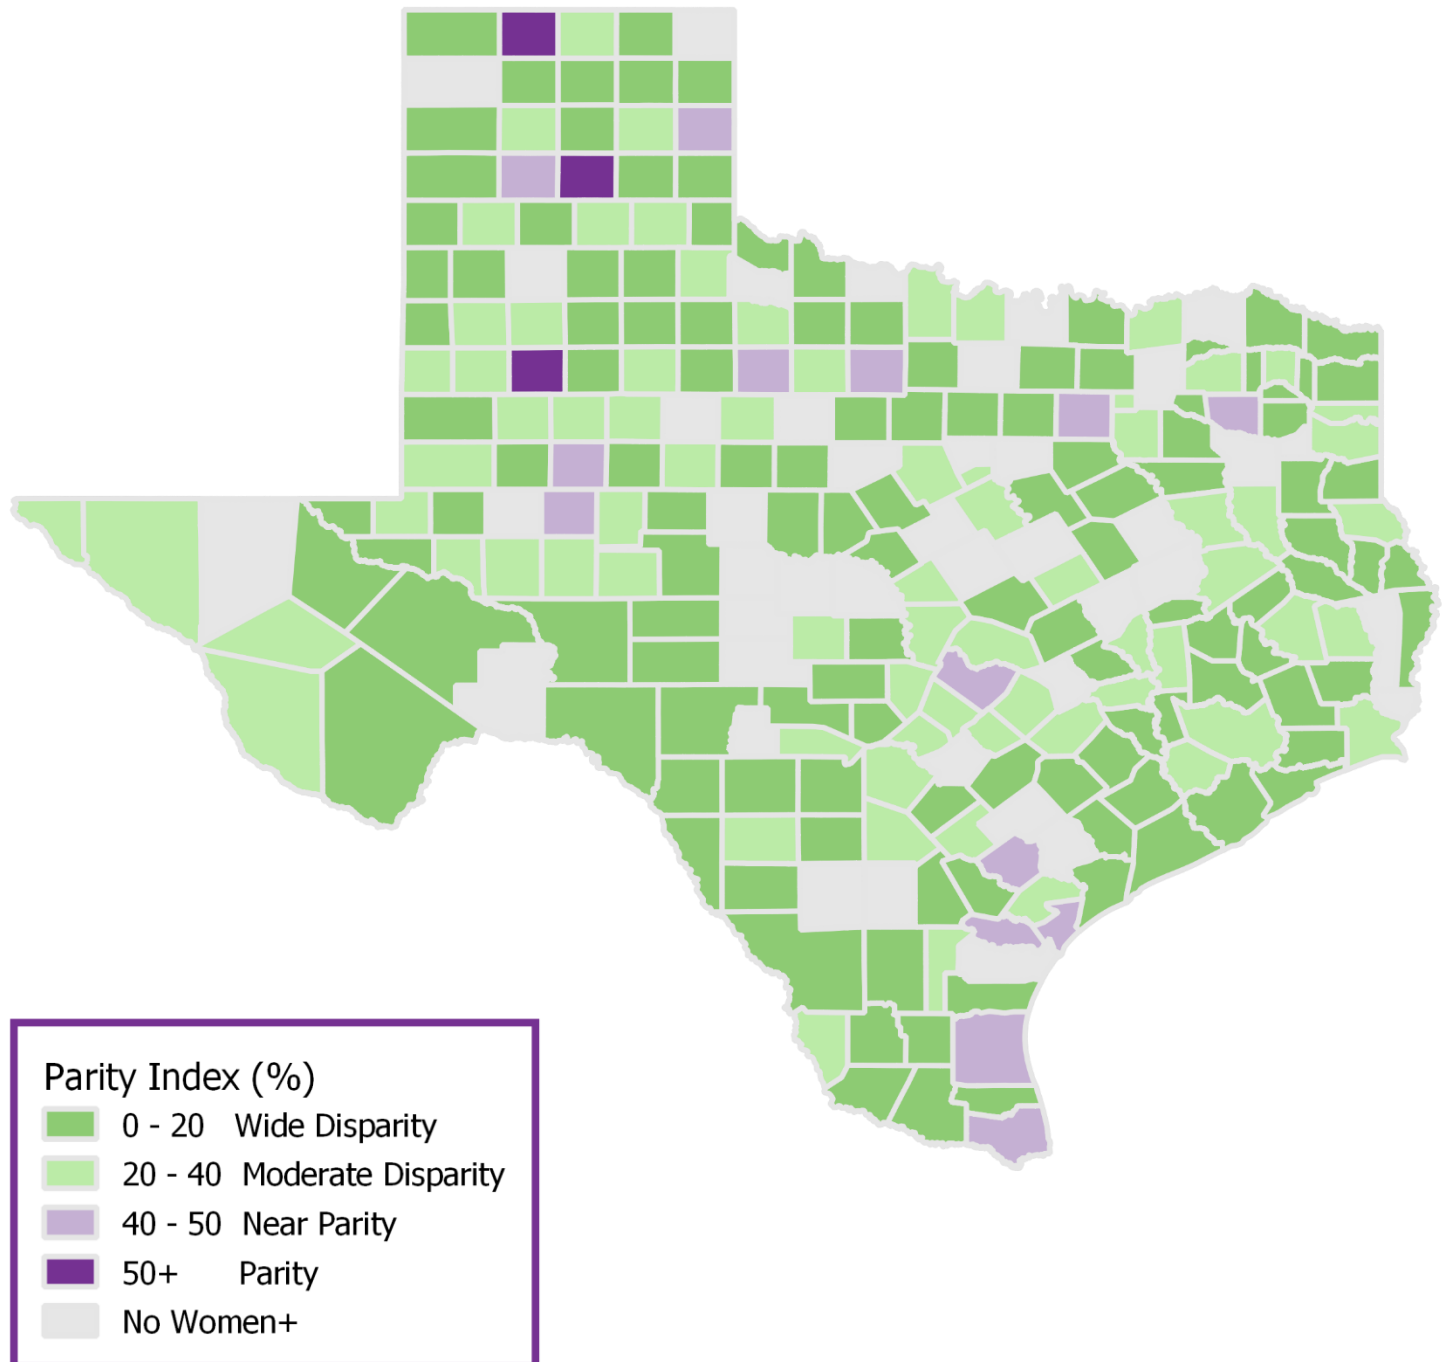 Parity Index (%)
0 - 20 Wide Disparity
20 - 40 Moderate Disparity
40 - 50 Near Parity
50+ Parity
No Women+